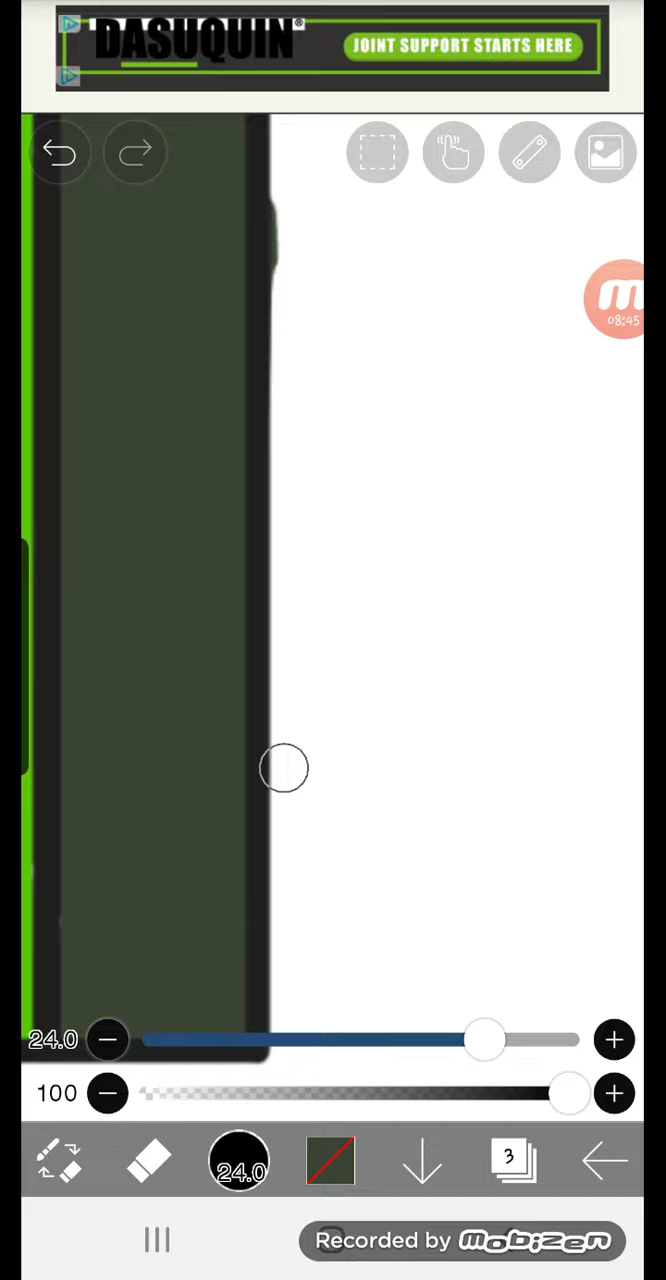 DASUQUIN®
JOINT SUPPORT STARTS HERE
08:45
24.0
100
24.0
3
Recorded by mobizen